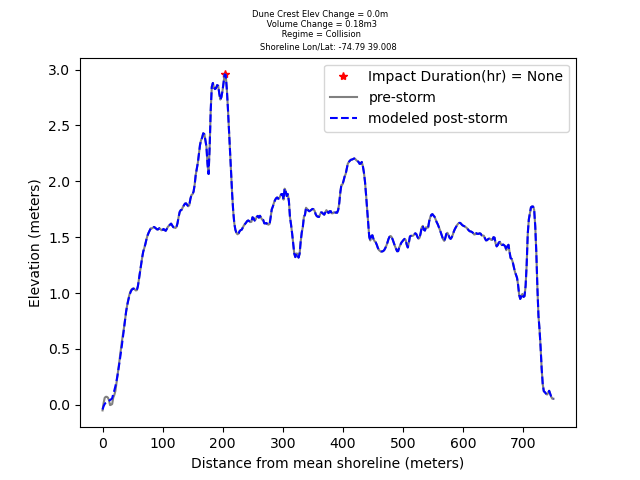 Dune Crest Elev Change = 0.0m
Volume Change = 0.18m3
Regime = Collision
Shoreline Lon/Lat: -74.79 39.008
Impact Duration(hr) = None
pre-storm
modeled post-storm
Elevation (meters)
3.0
2.5
2.0
1.5
1.0
0.5
0.0
0 100 200 300 400 500 600 700
Distance from mean shoreline (meters)